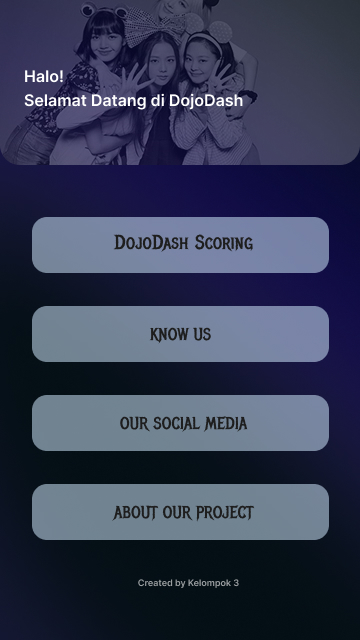 Halo!
Selamat Datang di DojoDash
DojoDash Scoring
KNOW US
OUR SOCIAL MEDIA
ABOUT OUR PROJECT
Created by Kelompok 3